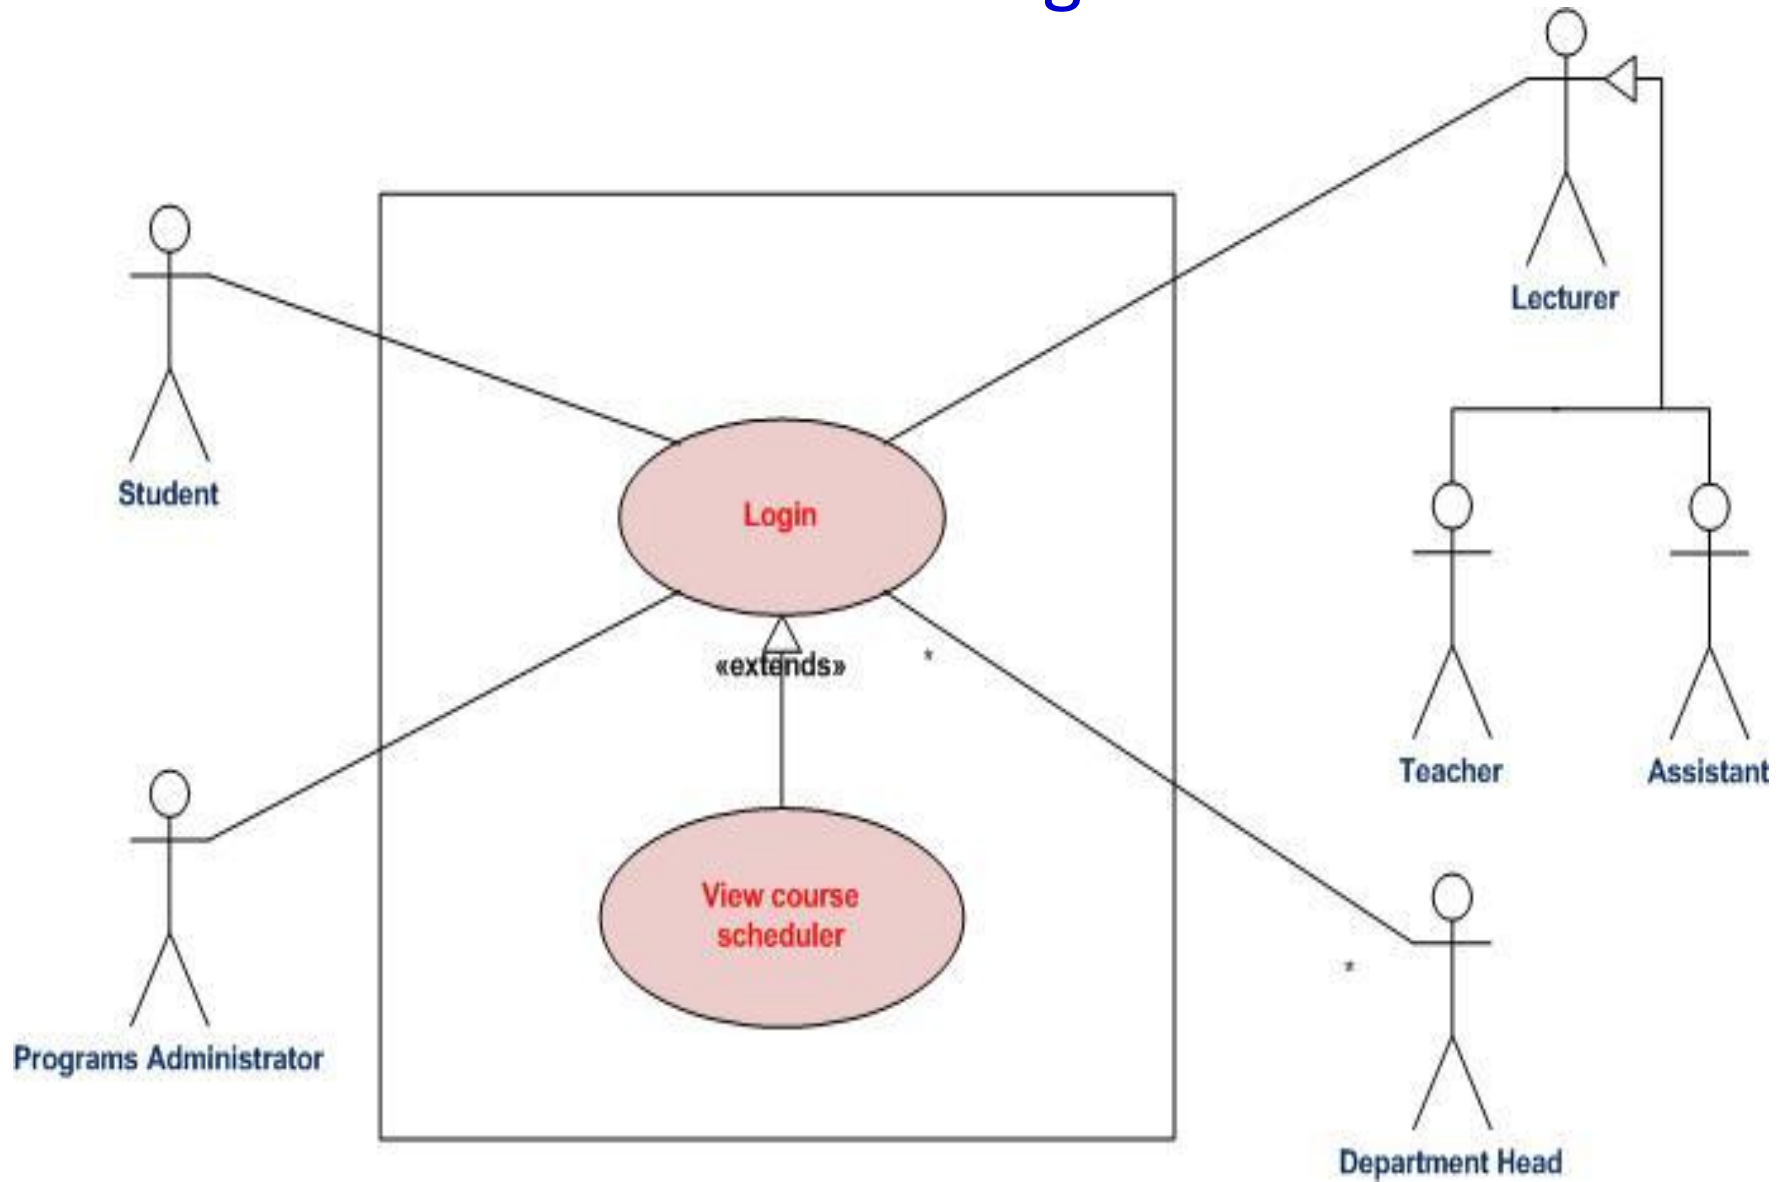 Lecturer
Student
Login
«extends»
*
Teacher
Assistant
View course
scheduler
*
Programs Administrator
Department Head